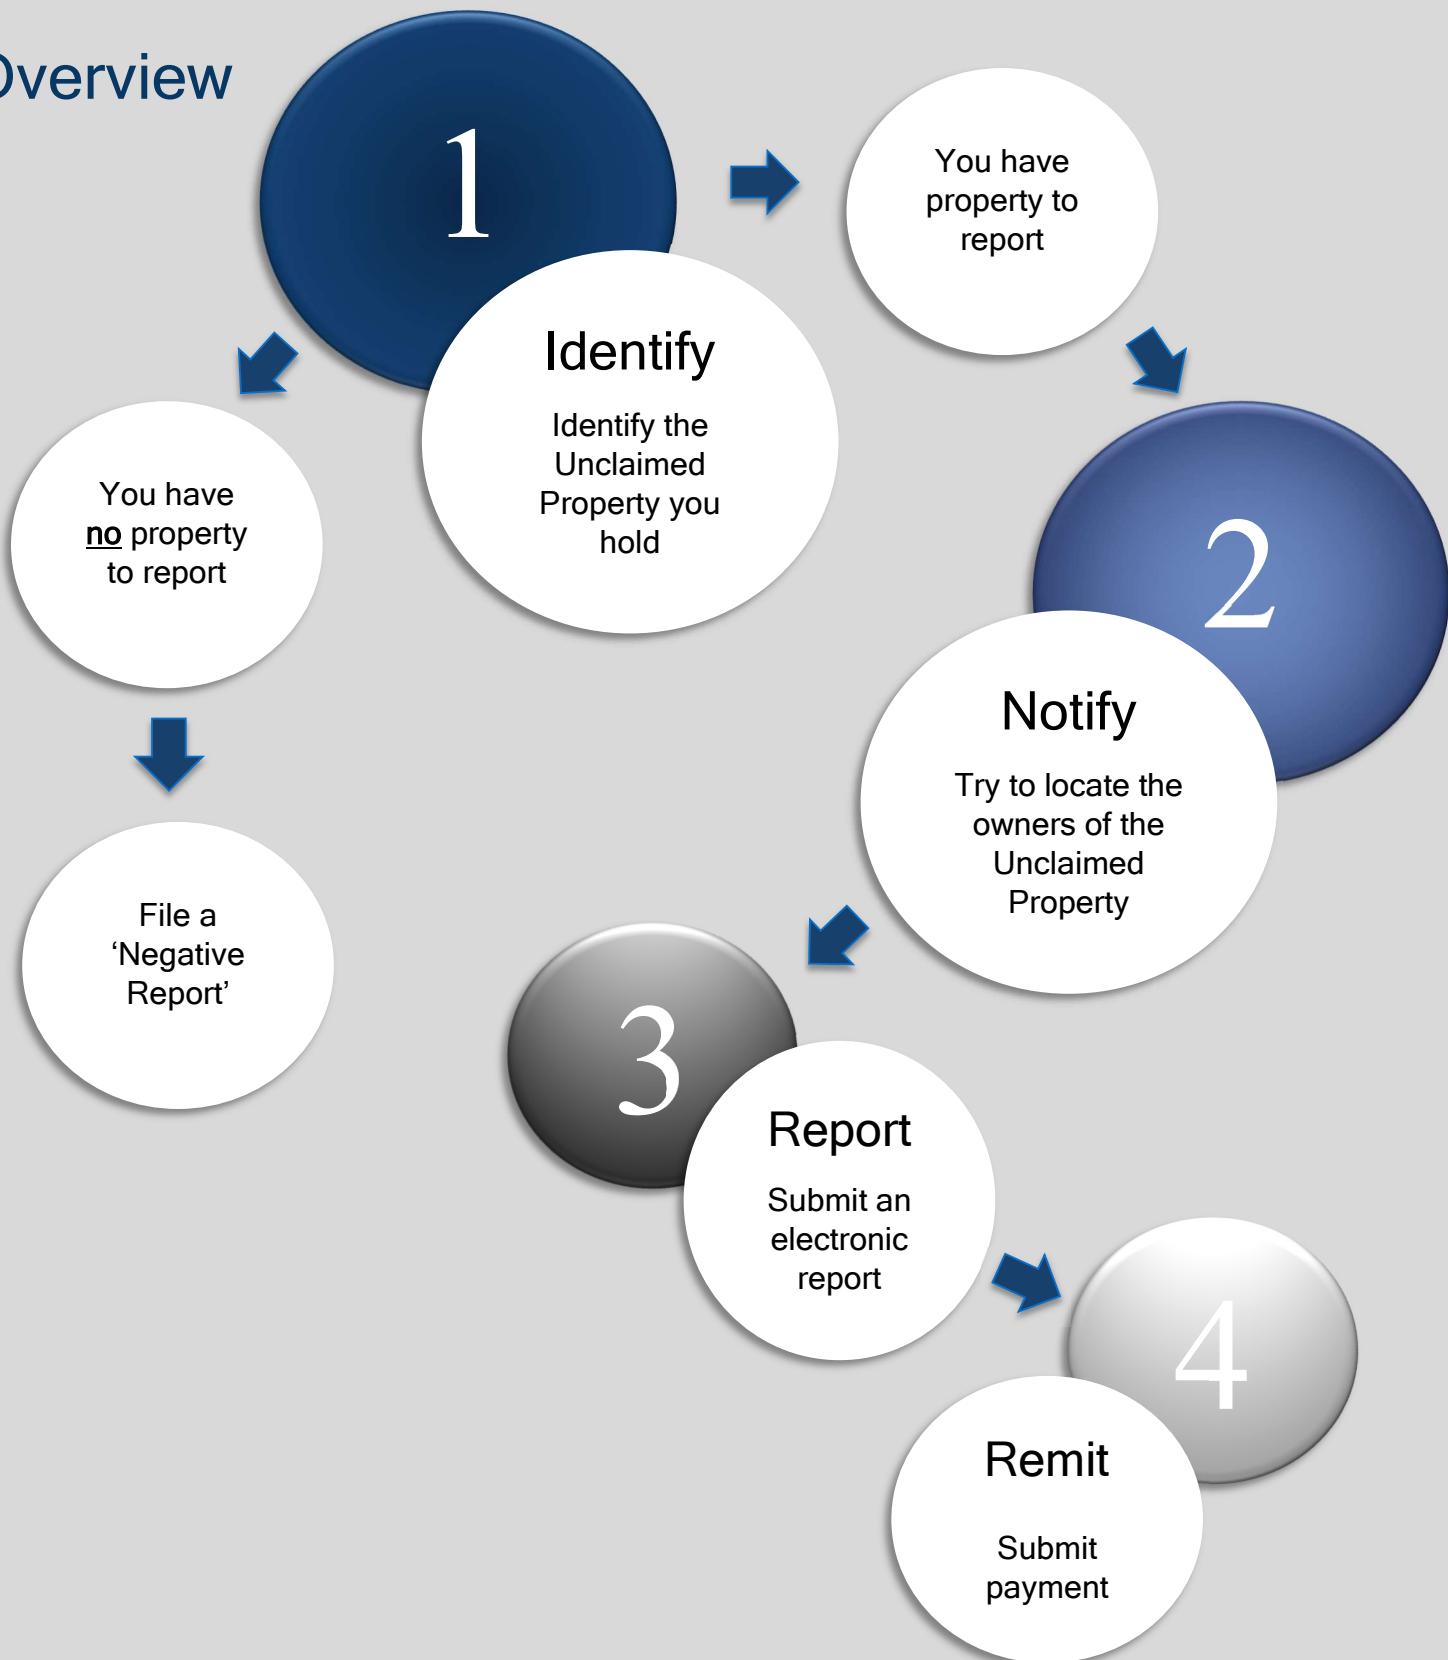 Overview
1
Identify
Identify the
Unclaimed
Property you
hold
You have
property to
report
You have
no property
to report
File a
‘Negative
Report’
2
Notify
Try to locate the
owners of the
Unclaimed
Property
3
Report
Submit an
electronic
report
4
Remit
Submit
payment